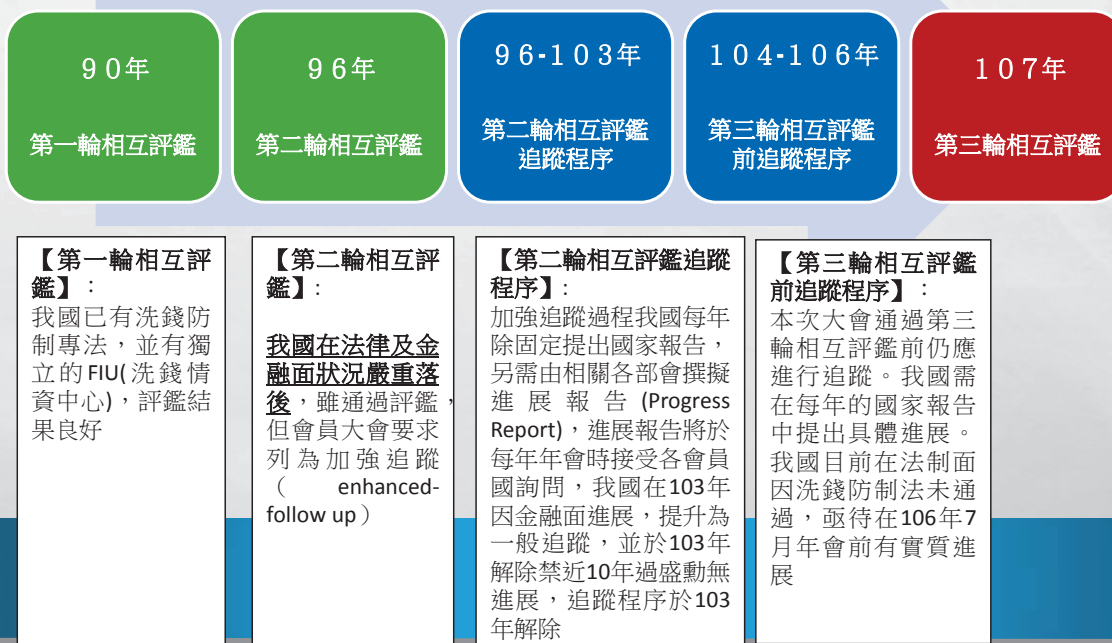 90年
第一輪相互評鑑
96年
第二輪相互評鑑
96-103年
第二輪相互評鑑
追蹤程序
104-106年
第三輪相互評鑑
前追蹤程序
107年
第三輪相互評鑑
【第一輪相互評
鑑】:
我國已有洗錢防
制專法，並有獨
立的FIU(洗錢情
資中心)，評鑑結
果良好
【第二輪相互評
鑑】:
我國在法律及金
融面狀況嚴重落
後，雖通過評鑑，
但會員大會要求
列為加強追蹤
（ enhanced-
follow up）
【第二輪相互評鑑追蹤
程序】:
加強追蹤過程我國每年
除固定提出國家報告，
另需由相關各部會撰擬
進展報告(Progress
Report)，進展報告將於
每年年會時接受各會員
國詢問，我國在103年
因金融面進展，提升為
一般追蹤，並於103年
解除禁近10年過盛勳無
進展，追蹤程序於103
年解除
【第三輪相互評鑑
前追蹤程序】:
本次大會通過第三
輪相互評鑑前仍應
進行追蹤。我國需
在每年的國家報告
中提出具體進展。
我國目前在法制面
因洗錢防制法未通
過，亟待在106年7
月年會前有實質進
展